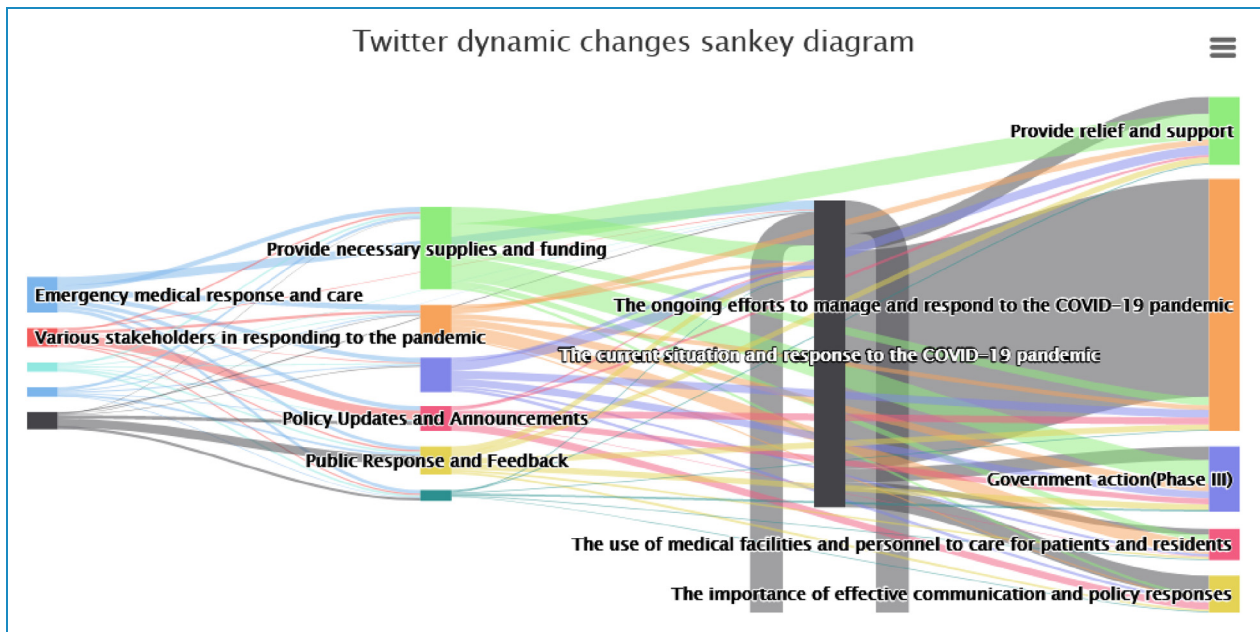 Twitter dynamic changes sankey diagram
Provide relief and support
Provide necessary supplies and funding
Emergency medical response and care
The ongoing efforts to manage and respond to the COVID-19 pandemic
Various stakeholders in responding to the pandemic
The current situation and response to the COVID-19 pandemic
Policy Updates and Announcements
Public Response and Feedback
Government action(Phase III)
The use of medical facilities and personnel to care for patients and residents
The importance of effective communication and policy responses